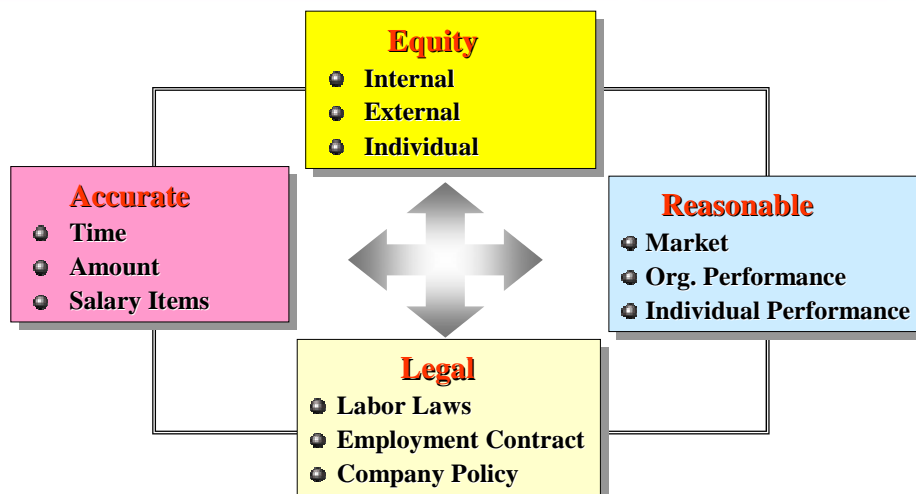 Equity
Internal
External
Individual
Accurate
Time
Amount
Salary Items
Reasonable
Market
Org. Performance
Individual Performance
Legal
Labor Laws
Employment Contract
Company Policy